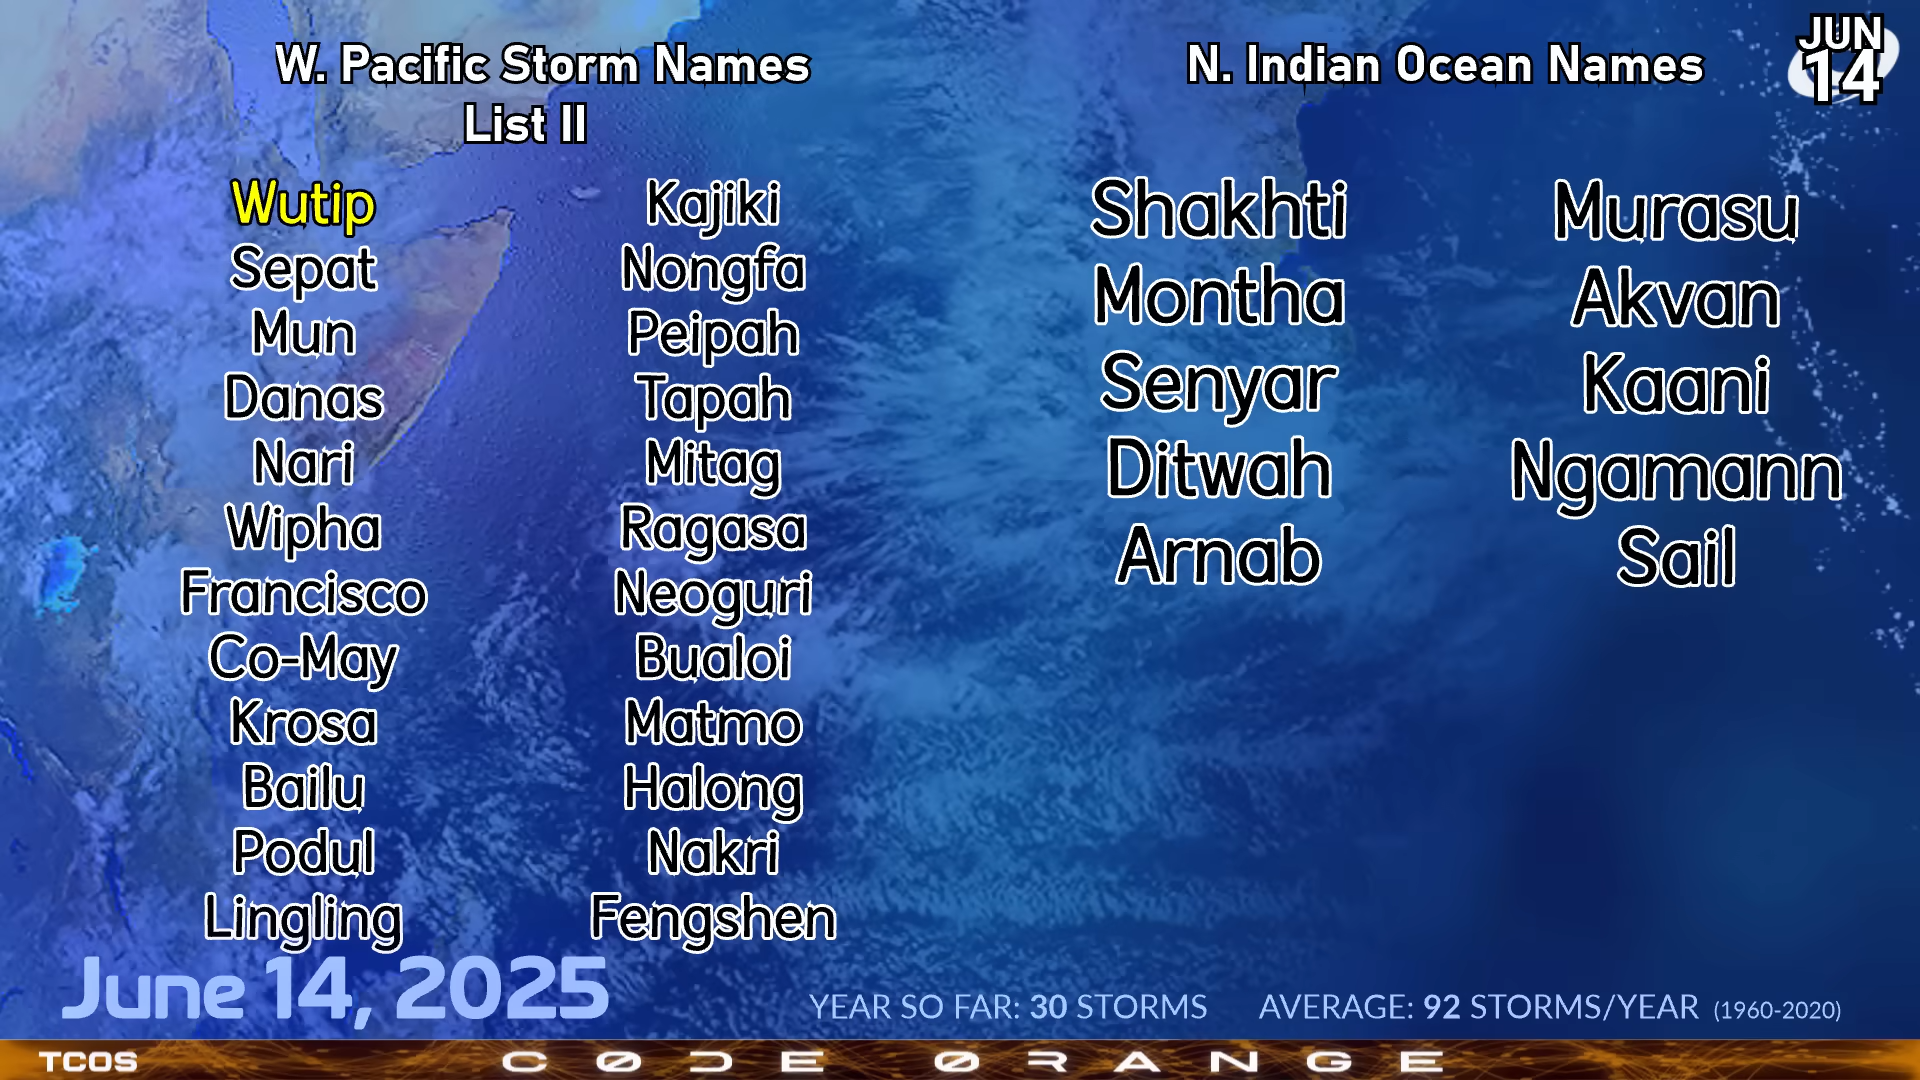 W. Pacific Storm Names
List II
Wutip
Sepat
Mun
Danas
Nari
Wipha
Francisco
Co-May
Krosa
Bailu
Podul
Lingling
Kajiki
Nongfa
Peipah
Tapah
Mitag
Ragasa
Neoguri
Bualoi
Matmo
Halong
Nakri
Fengshen
N. Indian Ocean Names
Shakhti
Montha
Senyar
Ditwah
Arnab
Murasu
Akvan
Kaani
Ngamann
Sail
JUN
14
June 14, 2025
YEAR SO FAR: 30 STORMS
AVERAGE: 92 STORMS/YEAR (1960-2020)
TCOS
CODE ORANGE